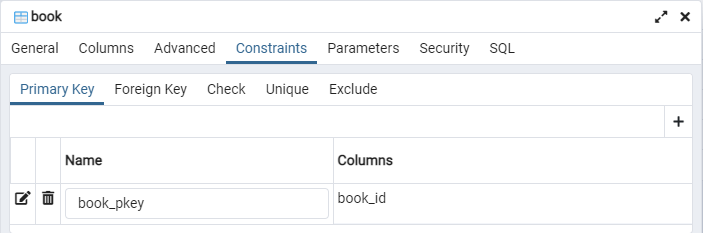 book
General Columns Advanced Constraints Parameters Security SQL
Primary Key Foreign Key Check Unique Exclude
Name Columns
book_pkey book_id